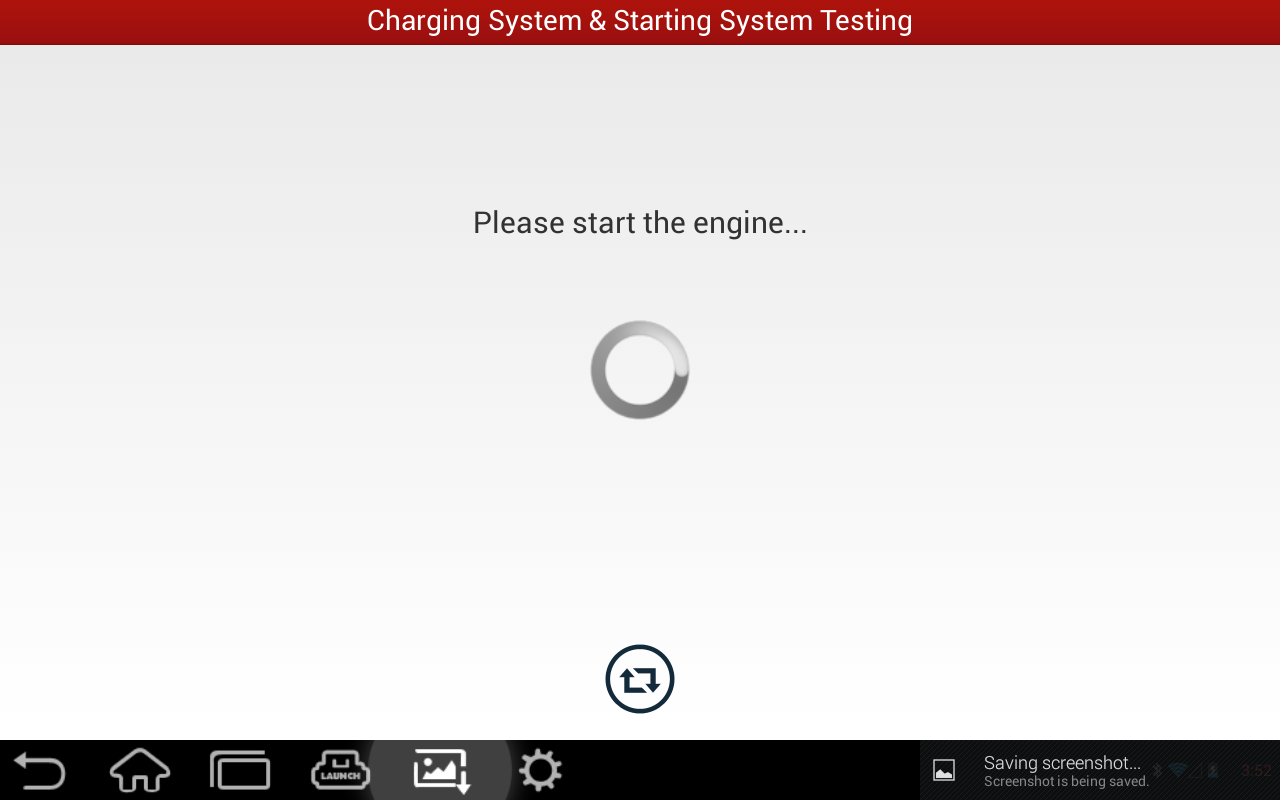 Charging System & Starting System Testing
Please start the engine...
LAUNCH
Saving screenshot...
Screenshot is being saved.
3:52